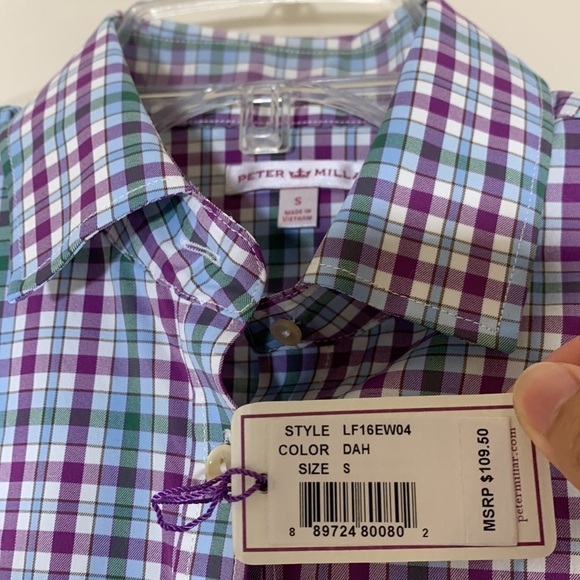 PETER MILLAR
S
MADE IN
VIETNAM
STYLE LF16EW04
COLOR DAH
SIZE S
8 89724 80080 2
MSRP $109.50
petermillar.com